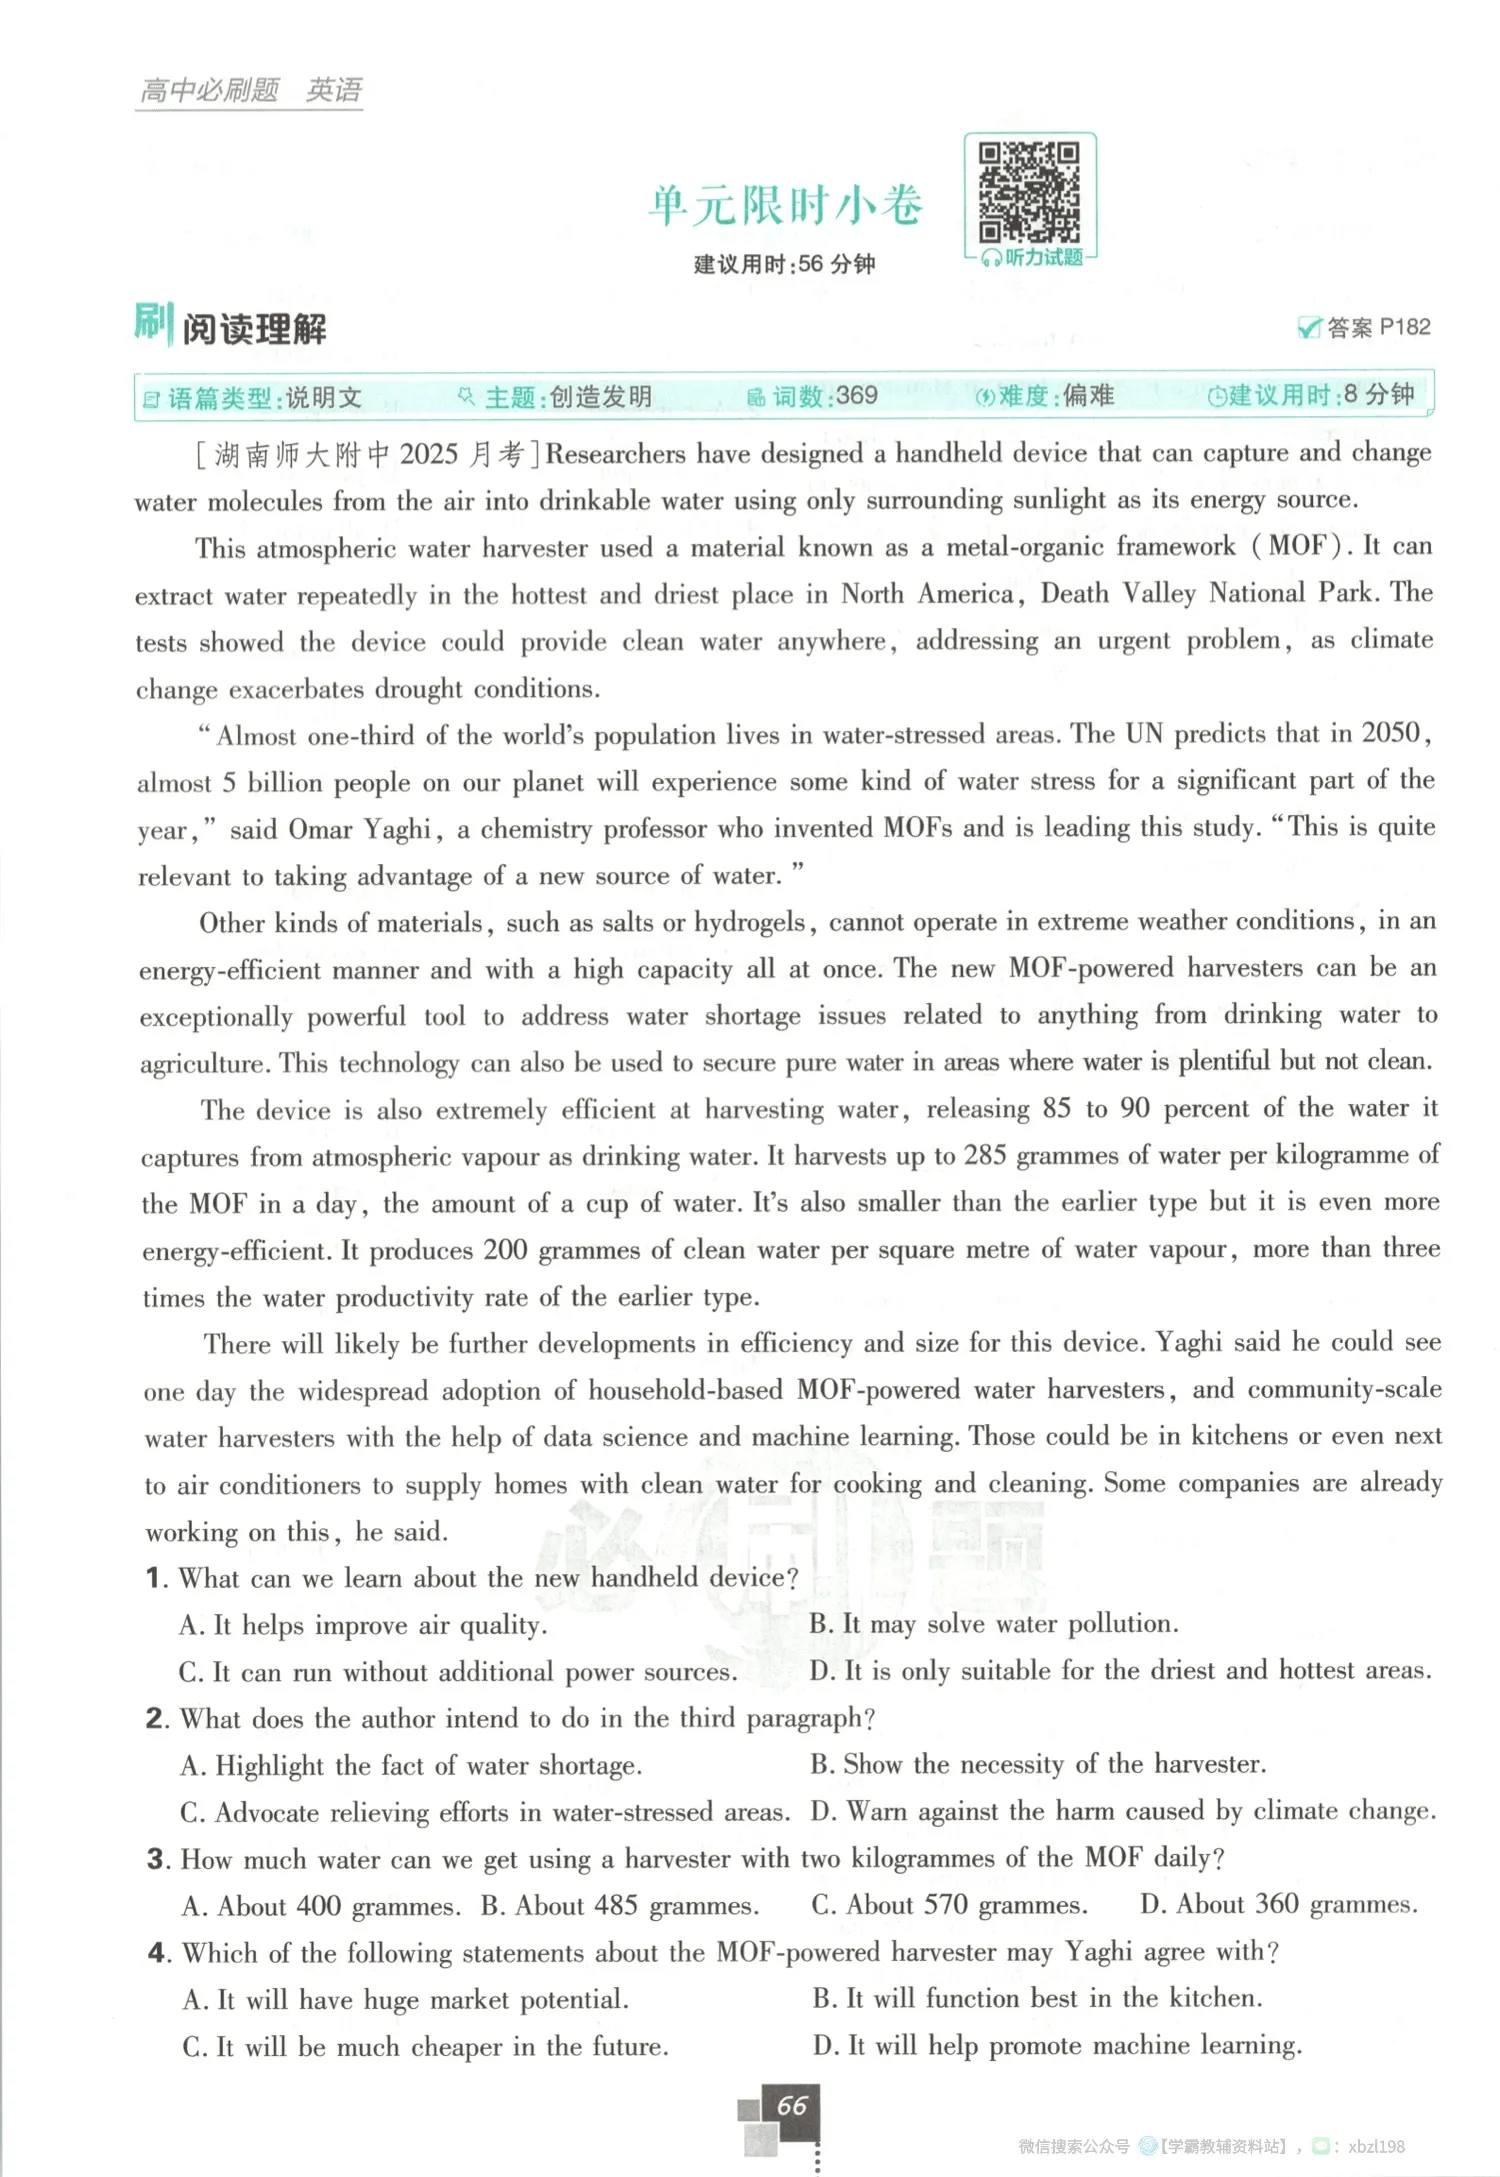 高中必刷题 英语
单元限时小卷
建议用时:56 分钟
听力试题
刷 阅读理解
答案 P182
语篇类型:说明文 主题:创造发明 词数:369 难度:偏难 建议用时:8 分钟
[湖南师大附中 2025 月考]Researchers have designed a handheld device that can capture and change
water molecules from the air into drinkable water using only surrounding sunlight as its energy source.
This atmospheric water harvester used a material known as a metal-organic framework (MOF). It can
extract water repeatedly in the hottest and driest place in North America, Death Valley National Park. The
tests showed the device could provide clean water anywhere, addressing an urgent problem, as climate
change exacerbates drought conditions.
“Almost one-third of the world’s population lives in water-stressed areas. The UN predicts that in 2050,
almost 5 billion people on our planet will experience some kind of water stress for a significant part of the
year,” said Omar Yaghi, a chemistry professor who invented MOFs and is leading this study. “This is quite
relevant to taking advantage of a new source of water.”
Other kinds of materials, such as salts or hydrogels, cannot operate in extreme weather conditions, in an
energy-efficient manner and with a high capacity all at once. The new MOF-powered harvesters can be an
exceptionally powerful tool to address water shortage issues related to anything from drinking water to
agriculture. This technology can also be used to secure pure water in areas where water is plentiful but not clean.
The device is also extremely efficient at harvesting water, releasing 85 to 90 percent of the water it
captures from atmospheric vapour as drinking water. It harvests up to 285 grammes of water per kilogramme of
the MOF in a day, the amount of a cup of water. It’s also smaller than the earlier type but it is even more
energy-efficient. It produces 200 grammes of clean water per square metre of water vapour, more than three
times the water productivity rate of the earlier type.
There will likely be further developments in efficiency and size for this device. Yaghi said he could see
one day the widespread adoption of household-based MOF-powered water harvesters, and community-scale
water harvesters with the help of data science and machine learning. Those could be in kitchens or even next
to air conditioners to supply homes with clean water for cooking and cleaning. Some companies are already
working on this, he said.
必刷题
1. What can we learn about the new handheld device?
A. It helps improve air quality. B. It may solve water pollution.
C. It can run without additional power sources. D. It is only suitable for the driest and hottest areas.
2. What does the author intend to do in the third paragraph?
A. Highlight the fact of water shortage. B. Show the necessity of the harvester.
C. Advocate relieving efforts in water-stressed areas. D. Warn against the harm caused by climate change.
3. How much water can we get using a harvester with two kilogrammes of the MOF daily?
A. About 400 grammes. B. About 485 grammes. C. About 570 grammes. D. About 360 grammes.
4. Which of the following statements about the MOF-powered harvester may Yaghi agree with?
A. It will have huge market potential. B. It will function best in the kitchen.
C. It will be much cheaper in the future. D. It will help promote machine learning.
66
微信搜索公众号【学霸教辅资料站】，：xbzl198